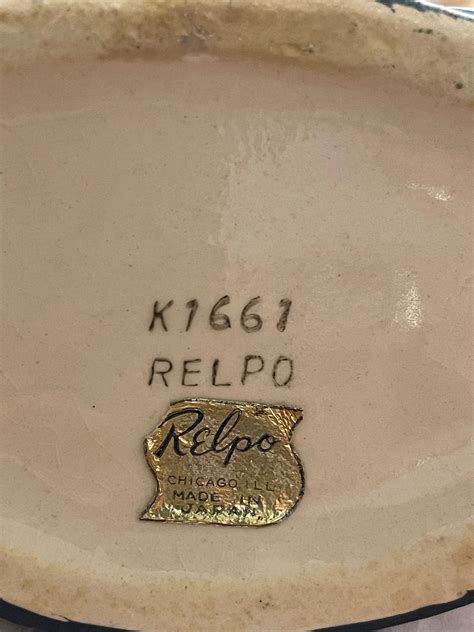 K1661
RELPO
Relpo
CHICAGO, ILL.
MADE IN
JAPAN